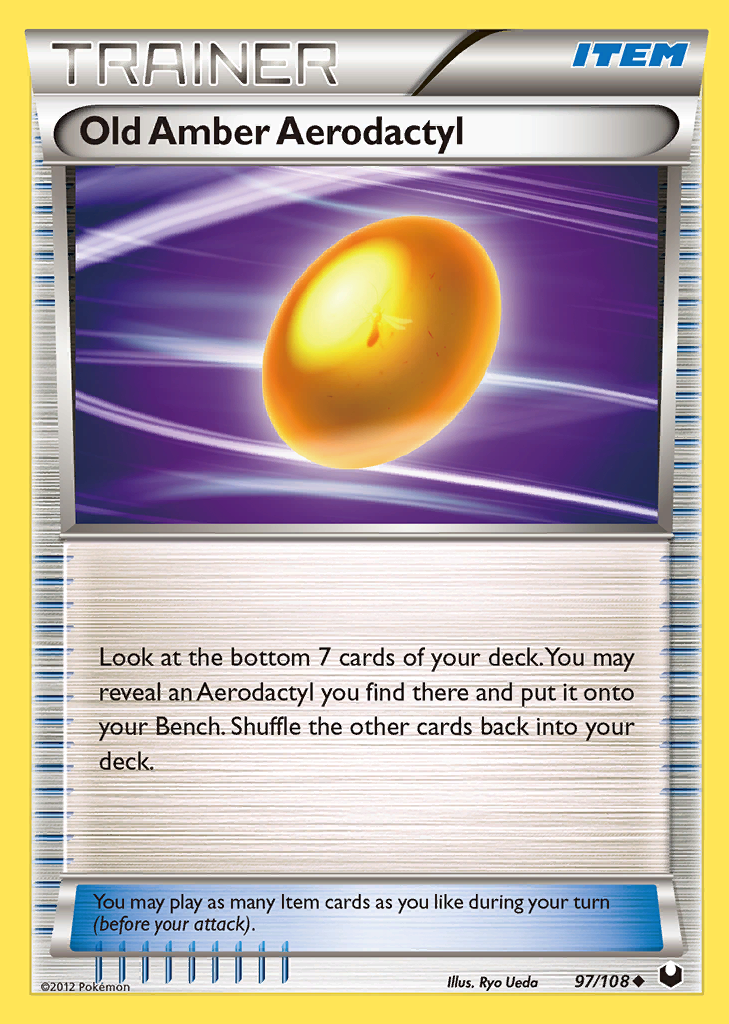 TRAINER
ITEM
Old Amber Aerodactyl
Look at the bottom 7 cards of your deck. You may
reveal an Aerodactyl you find there and put it onto
your Bench. Shuffle the other cards back into your
deck.
You may play as many Item cards as you like during your turn
(before your attack).
©2012 Pokémon
Illus. Ryo Ueda
97/108